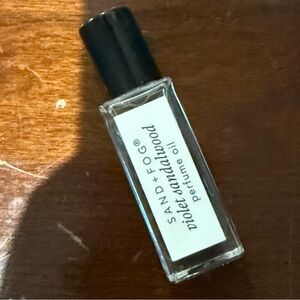 SAND + FOG®
violet sandalwood
perfume oil